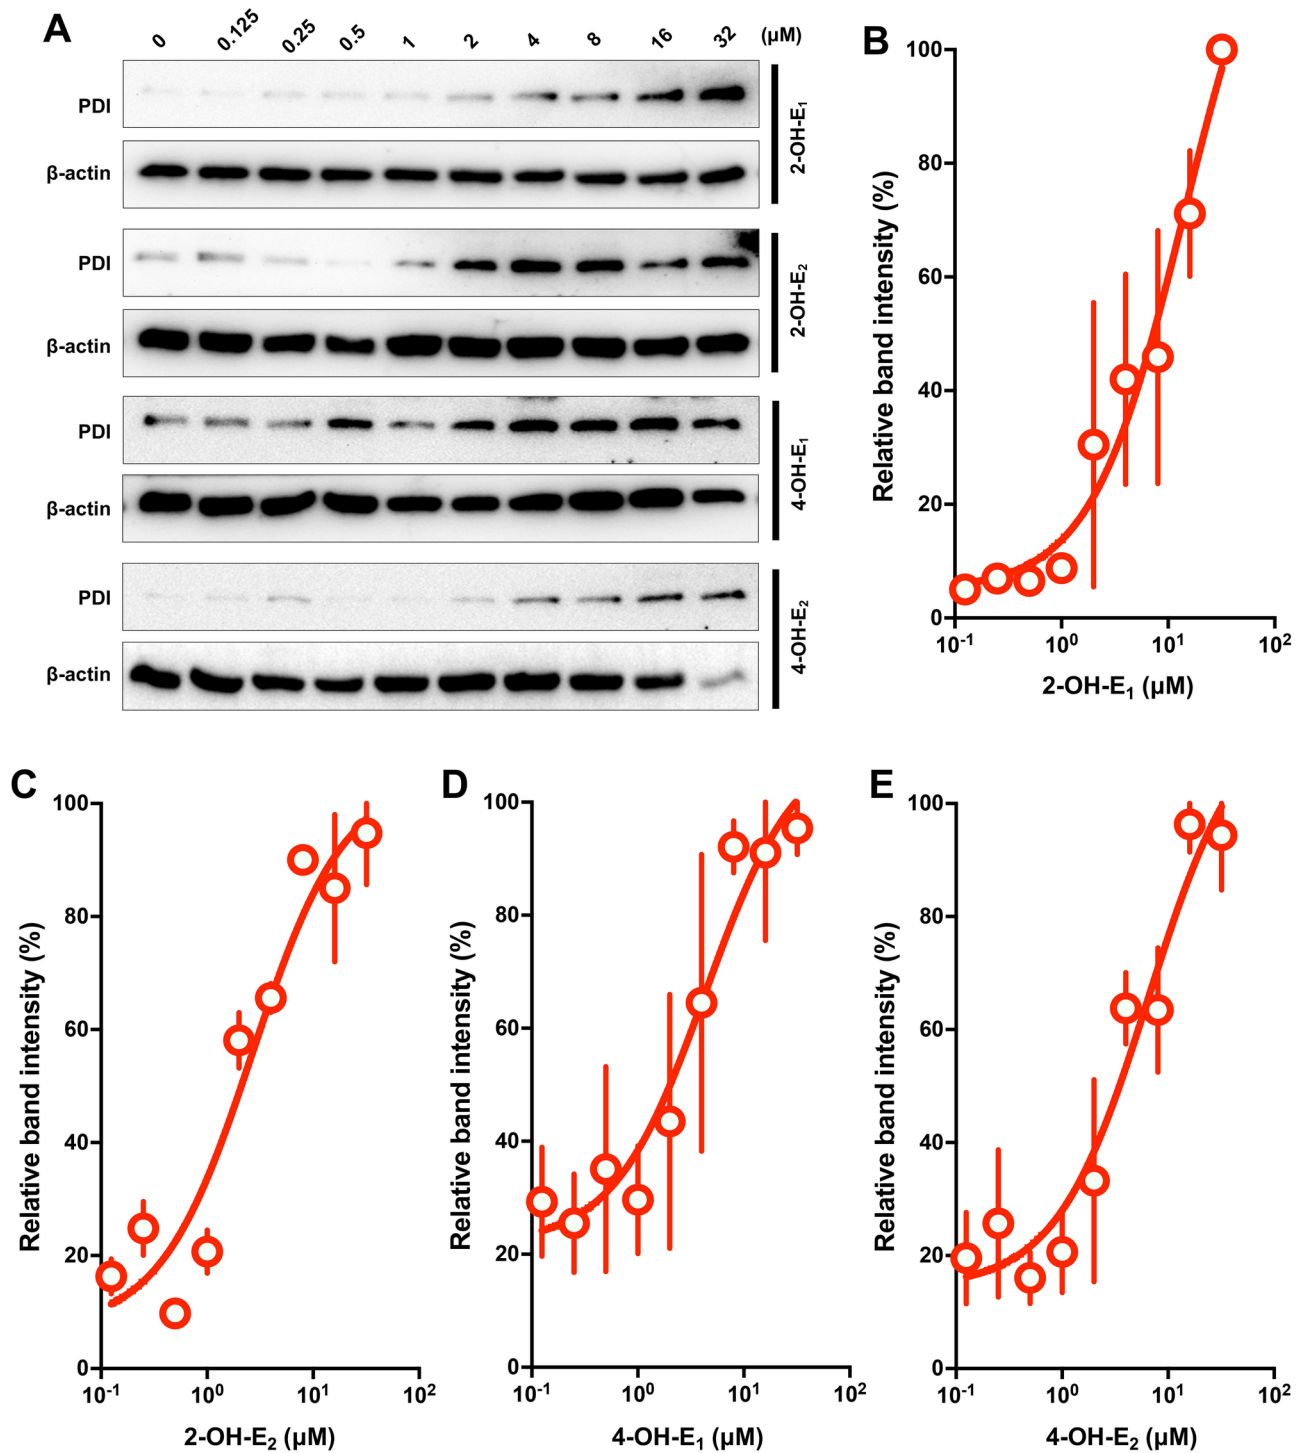 A
0 0.125 0.25 0.5 1 2 4 8 16 32 (µM)
PDI
β-actin
2-OH-E₁
PDI
β-actin
2-OH-E₂
PDI
β-actin
4-OH-E₁
PDI
β-actin
4-OH-E₂
B
Relative band intensity (%)
100
80
60
40
20
0
10⁻¹ 10⁰ 10¹ 10²
2-OH-E₁ (µM)
C
Relative band intensity (%)
100
80
60
40
20
0
10⁻¹ 10⁰ 10¹ 10²
2-OH-E₂ (µM)
D
Relative band intensity (%)
100
80
60
40
20
0
10⁻¹ 10⁰ 10¹ 10²
4-OH-E₁ (µM)
E
Relative band intensity (%)
100
80
60
40
20
0
10⁻¹ 10⁰ 10¹ 10²
4-OH-E₂ (µM)